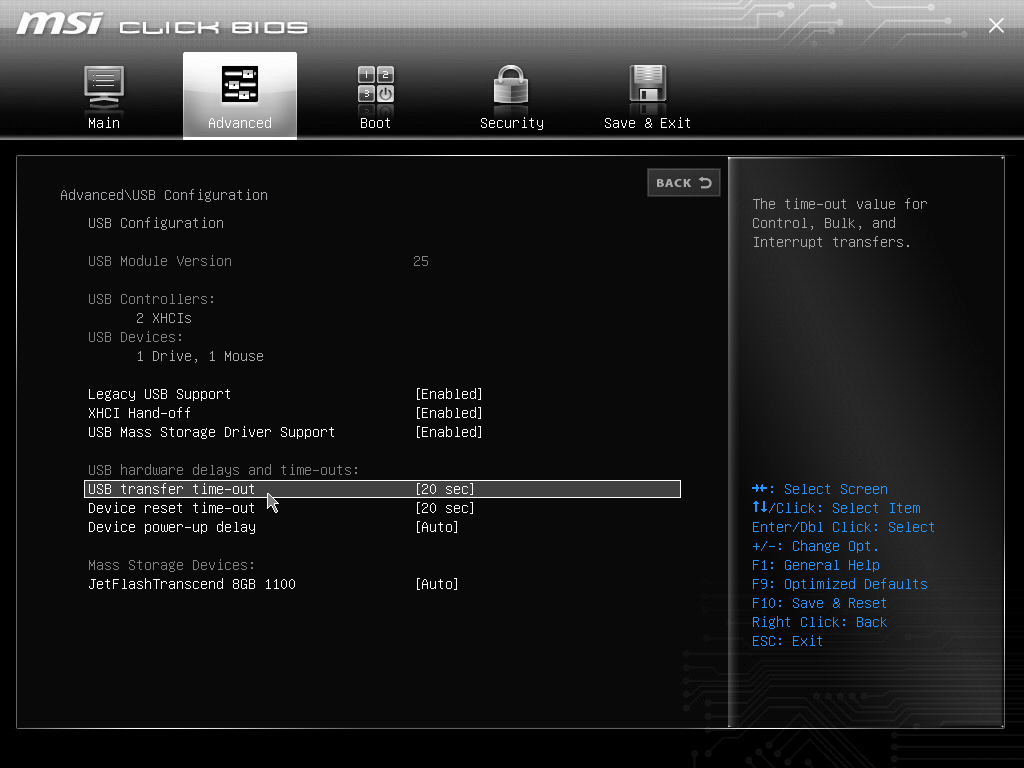 msi CLICK BIOS
Main
Advanced
1 2 3
Boot
Security
Save & Exit
BACK
Advanced\USB Configuration
USB Configuration
USB Module Version 25
USB Controllers:
2 XHCIs
USB Devices:
1 Drive, 1 Mouse
Legacy USB Support [Enabled]
XHCI Hand-off [Enabled]
USB Mass Storage Driver Support [Enabled]
USB hardware delays and time-outs:
USB transfer time-out [20 sec]
Device reset time-out [20 sec]
Device power-up delay [Auto]
Mass Storage Devices:
JetFlashTranscend 8GB 1100 [Auto]
The time-out value for
Control, Bulk, and
Interrupt transfers.
→←: Select Screen
↑↓/Click: Select Item
Enter/Dbl Click: Select
+/-: Change Opt.
F1: General Help
F9: Optimized Defaults
F10: Save & Reset
Right Click: Back
ESC: Exit